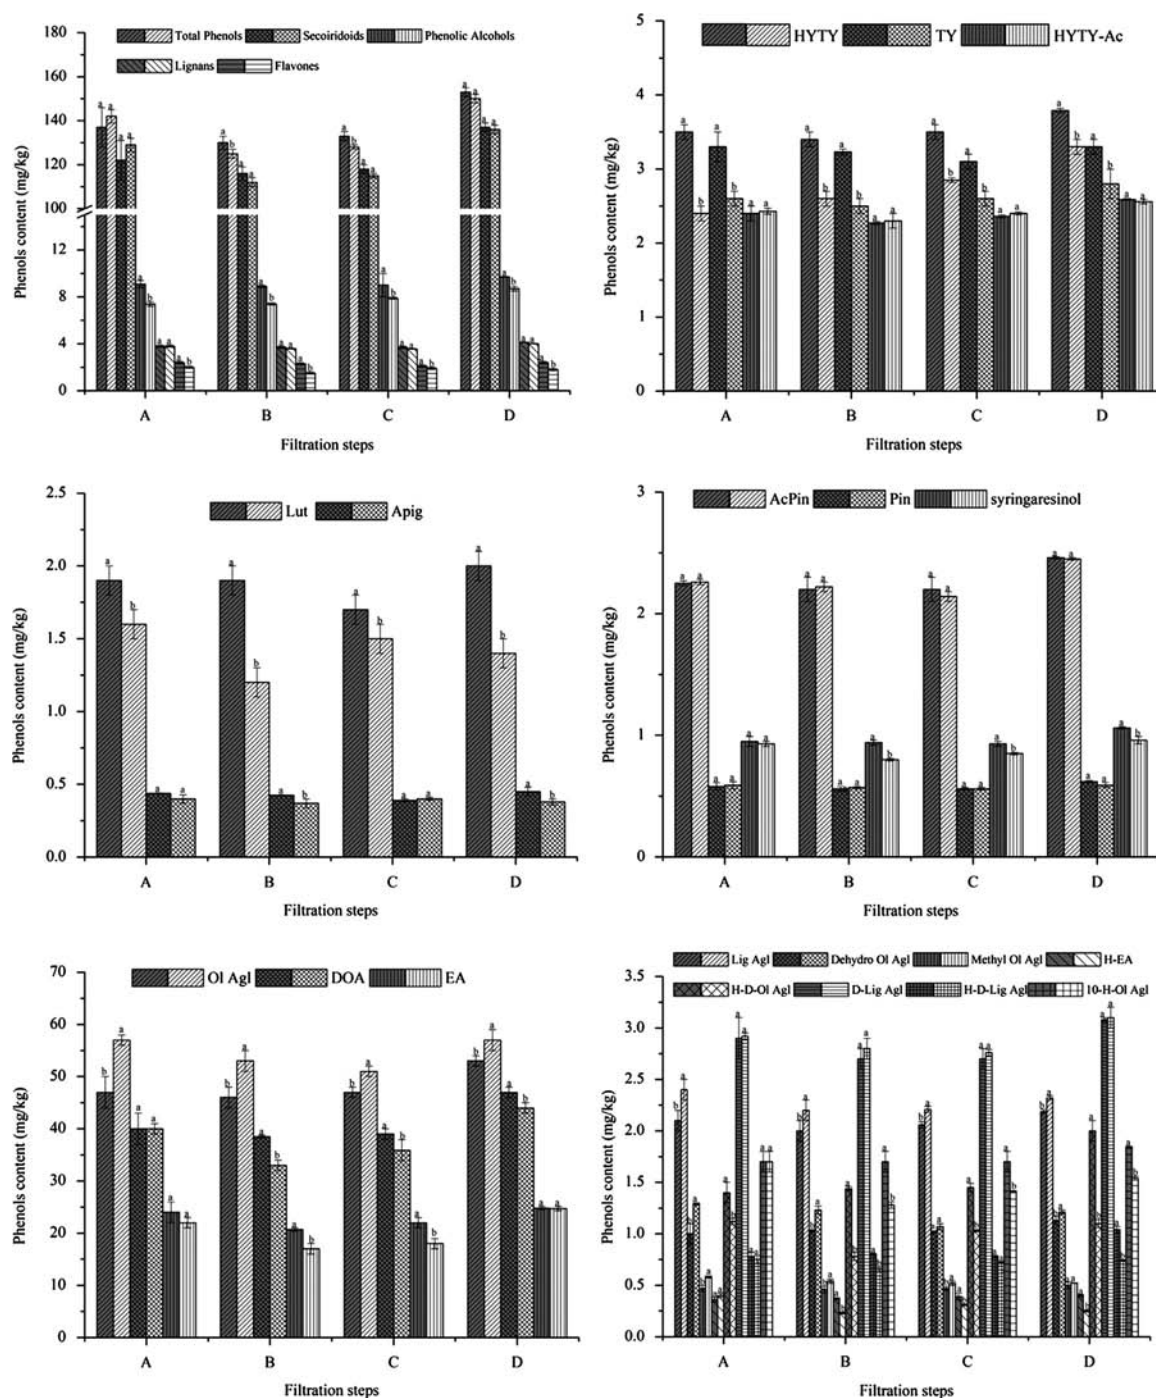 Total Phenols Secoiridoids Phenolic Alcohols
Lignans Flavones
Phenols content (mg/kg)
180
160
140
120
100
12
8
4
0
a a a a a b a a a b
a b a a a b a a a b
a b a a a b a a a b
a a a a a b a a a b
A B C D
Filtration steps
HYTY TY HYTY-Ac
Phenols content (mg/kg)
5
4
3
2
1
0
a b a b a a
a b a b a a
a b a b a a
a b a b a a
A B C D
Filtration steps
Lut Apig
Phenols content (mg/kg)
2.5
2.0
1.5
1.0
0.5
0.0
a b a a
a b a b
a b a a
a b a b
A B C D
Filtration steps
AcPin Pin syringaresinol
Phenols content (mg/kg)
3
2
1
0
a a a a a a
a a a a a b
a a a a a b
a a a a a b
A B C D
Filtration steps
Ol Agl DOA EA
Phenols content (mg/kg)
70
60
50
40
30
20
10
0
b a a a a a
b a a b a b
b a a b a b
b a a b a a
A B C D
Filtration steps
Lig Agl Dehydro Ol Agl Methyl Ol Agl H-EA
H-D-Ol Agl D-Lig Agl H-D-Lig Agl 10-H-Ol Agl
Phenols content (mg/kg)
3.5
3.0
2.5
2.0
1.5
1.0
0.5
0.0
A B C D
Filtration steps